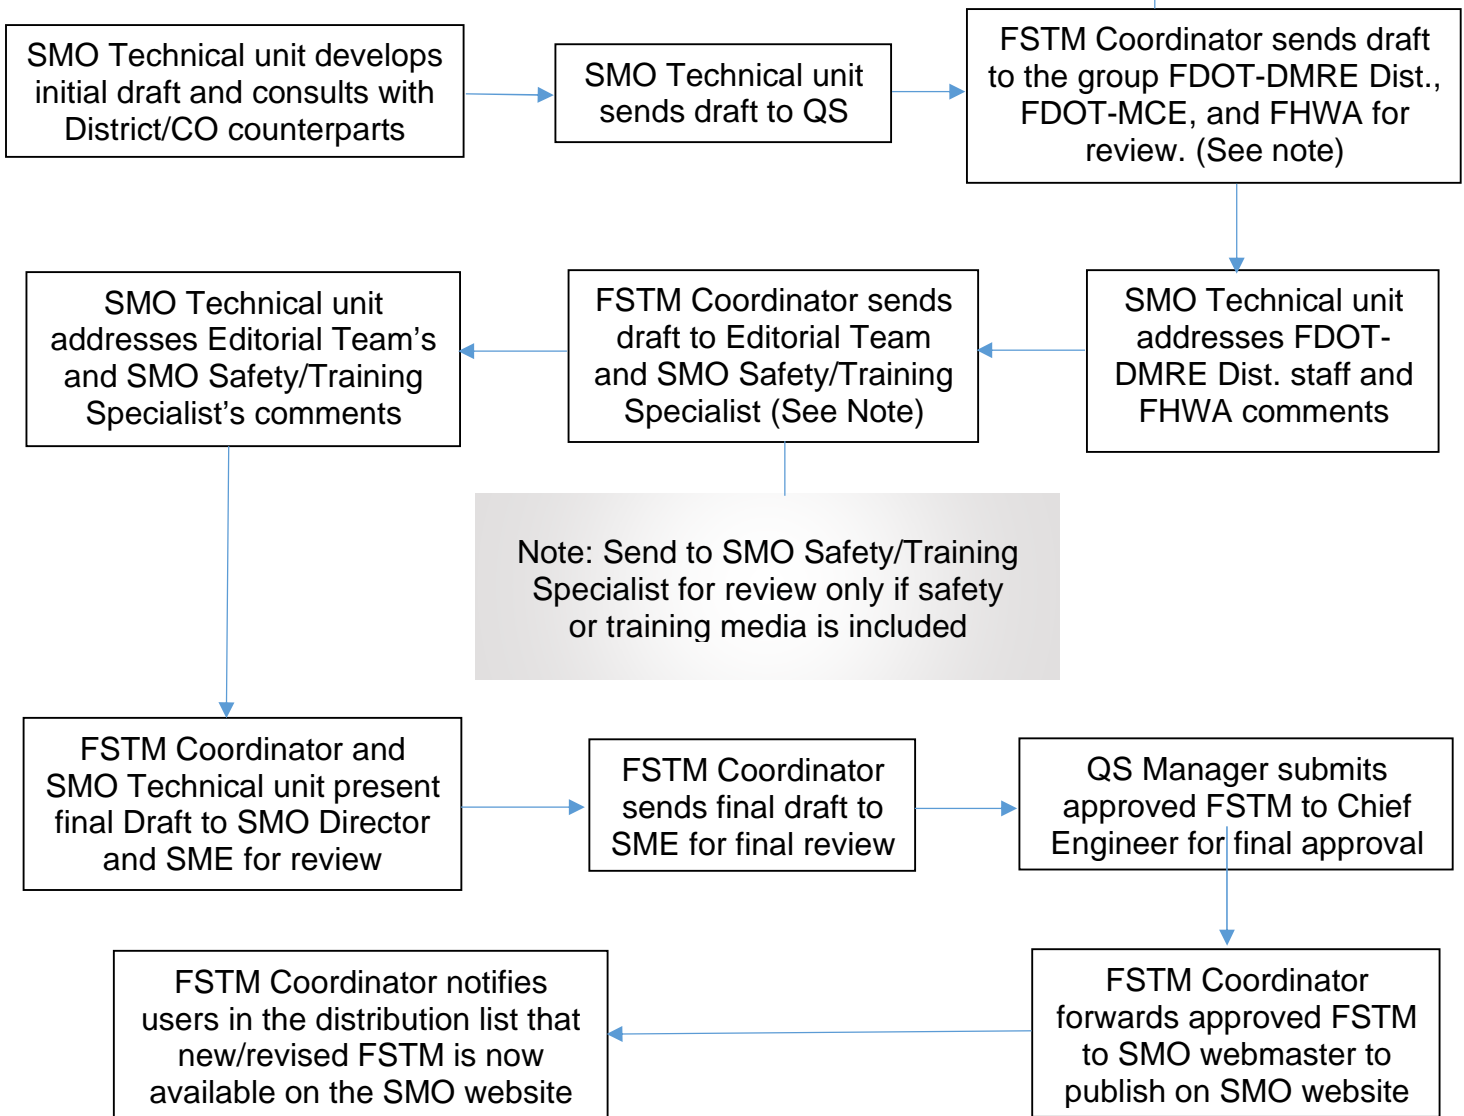 SMO Technical unit develops
initial draft and consults with
District/CO counterparts
SMO Technical unit
sends draft to QS
FSTM Coordinator sends draft
to the group FDOT-DMRE Dist.,
FDOT-MCE, and FHWA for
review. (See note)
SMO Technical unit
addresses FDOT-
DMRE Dist. staff and
FHWA comments
FSTM Coordinator sends
draft to Editorial Team
and SMO Safety/Training
Specialist (See Note)
SMO Technical unit
addresses Editorial Team’s
and SMO Safety/Training
Specialist’s comments
Note: Send to SMO Safety/Training
Specialist for review only if safety
or training media is included
FSTM Coordinator and
SMO Technical unit present
final Draft to SMO Director
and SME for review
FSTM Coordinator
sends final draft to
SME for final review
QS Manager submits
approved FSTM to Chief
Engineer for final approval
FSTM Coordinator
forwards approved FSTM
to SMO webmaster to
publish on SMO website
FSTM Coordinator notifies
users in the distribution list that
new/revised FSTM is now
available on the SMO website